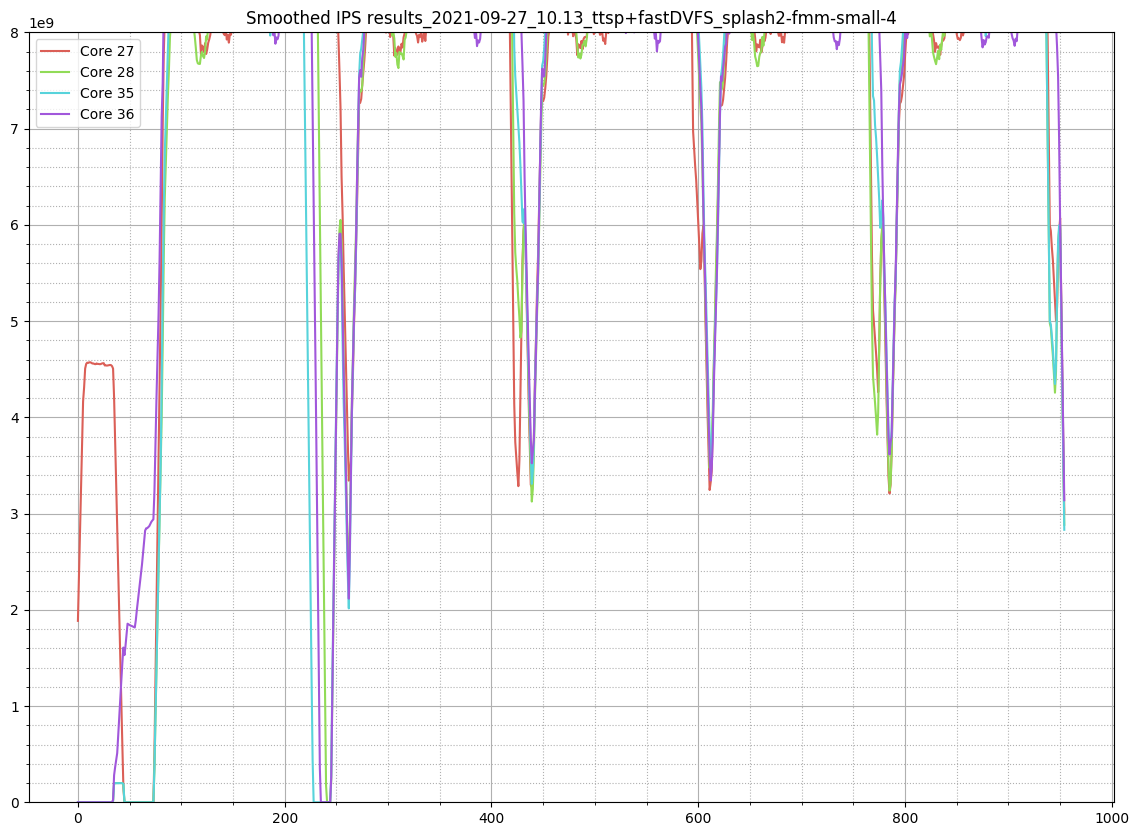 Smoothed IPS results_2021-09-27_10.13_ttsp+fastDVFS_splash2-fmm-small-4
1e9
Core 27
Core 28
Core 35
Core 36
8
7
6
5
4
3
2
1
0
0 200 400 600 800 1000